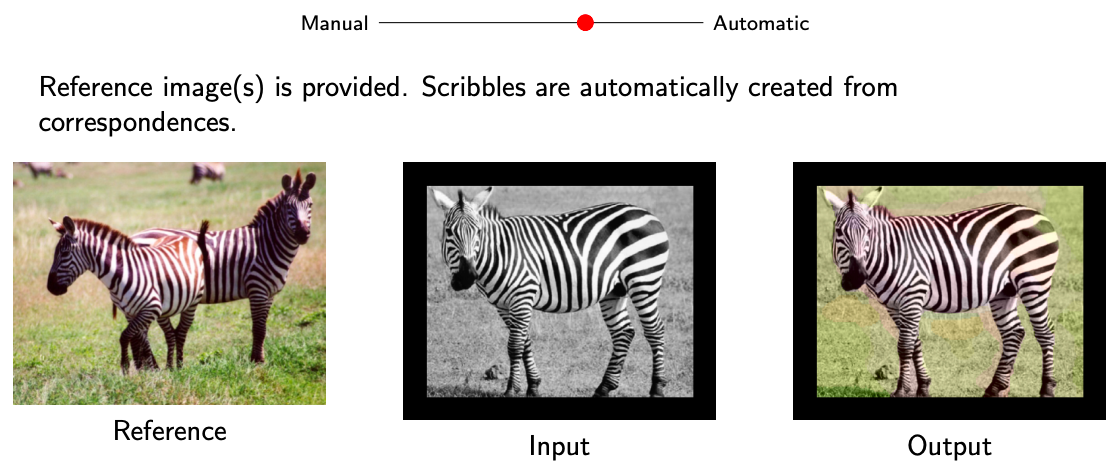 Manual Automatic
Reference image(s) is provided. Scribbles are automatically created from
correspondences.
Reference
Input
Output